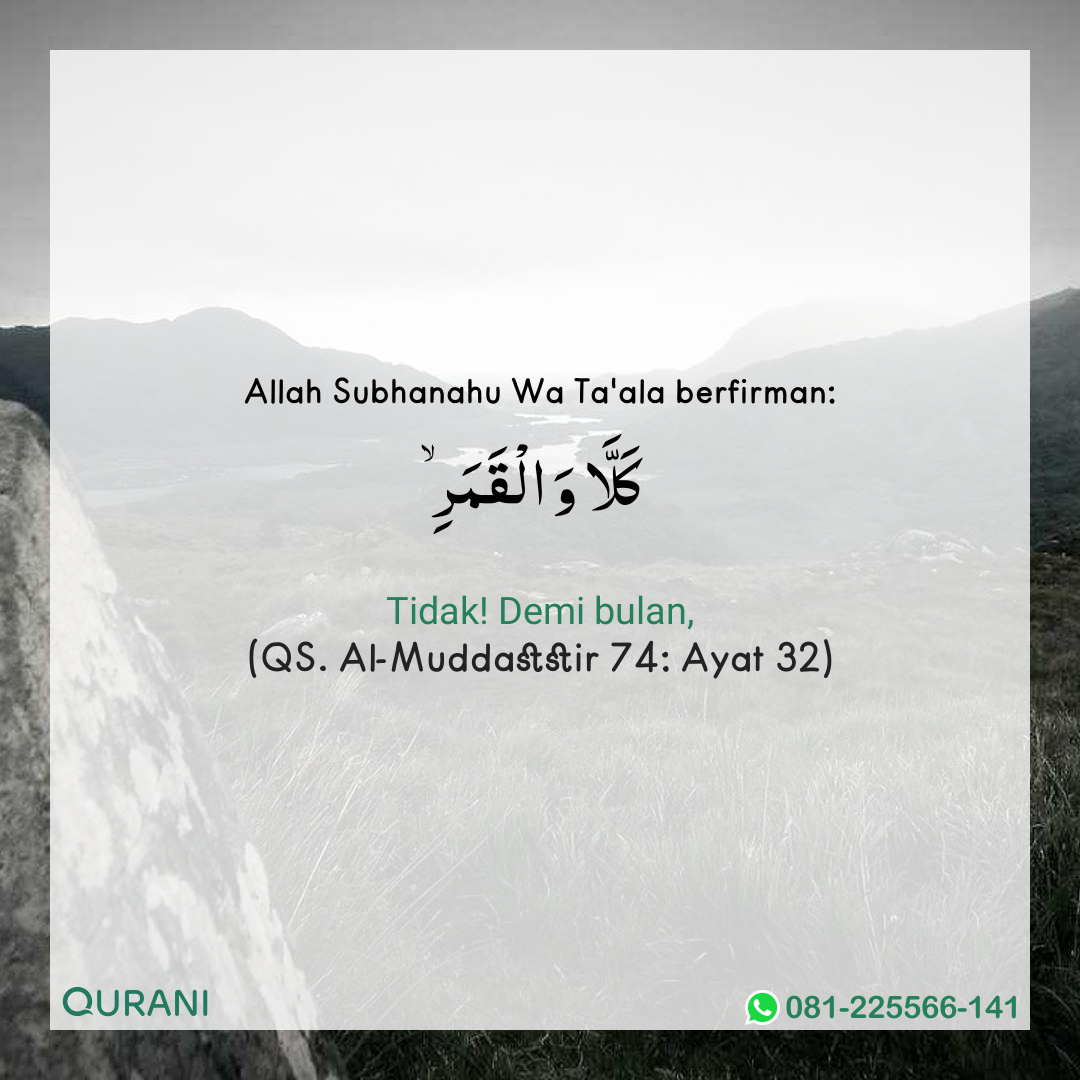 Allah Subhanahu Wa Ta'ala berfirman:
كَلَّا وَالْقَمَرِۙ
Tidak! Demi bulan,
(QS. Al-Muddaststir 74: Ayat 32)
QURANI
081-225566-141